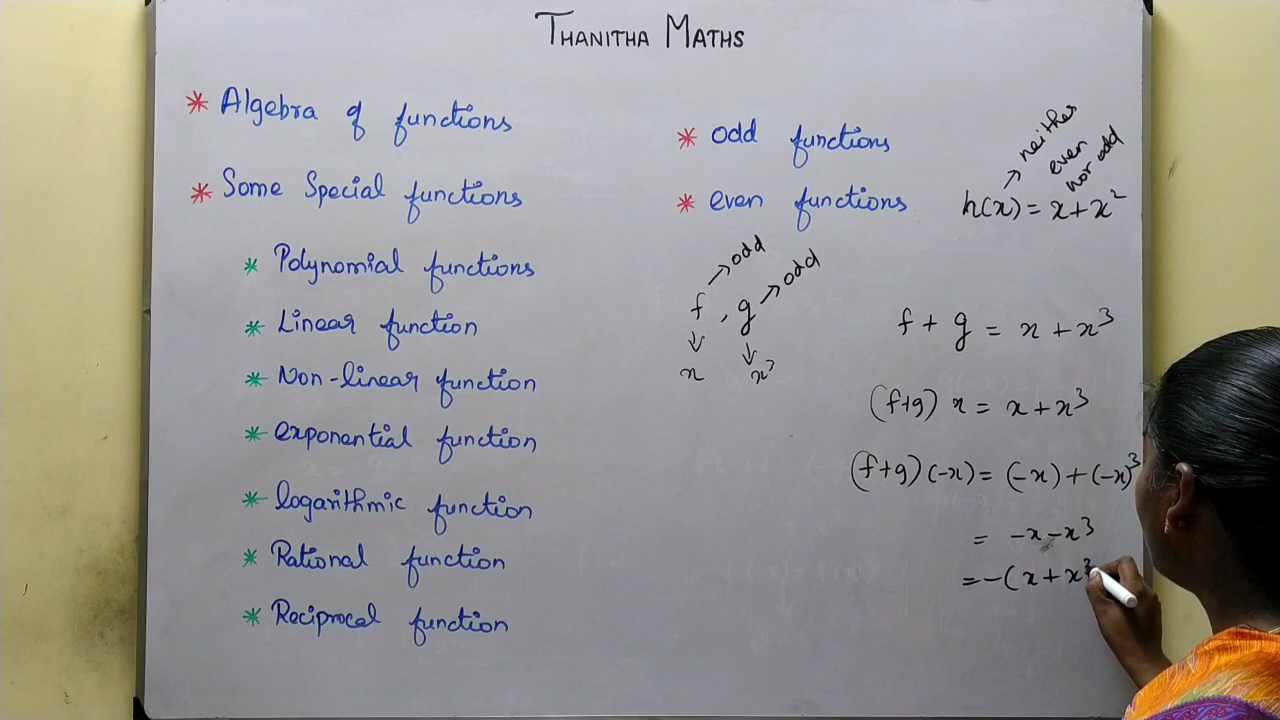 THANITHA MATHS
* Algebra of functions
* Some Special functions
* Polynomial functions
* Linear function
* Non-linear function
* exponential function
* logarithmic function
* Rational function
* Reciprocal function
* odd functions
* even functions
h(x) = x + x²
→ neither
even
nor odd
f , g
→ odd
→ odd
↓ ↓
x x³
f + g = x + x³
(f+g) x = x + x³
(f+g) (-x) = (-x) + (-x)³
= -x - x³
= -(x + x³